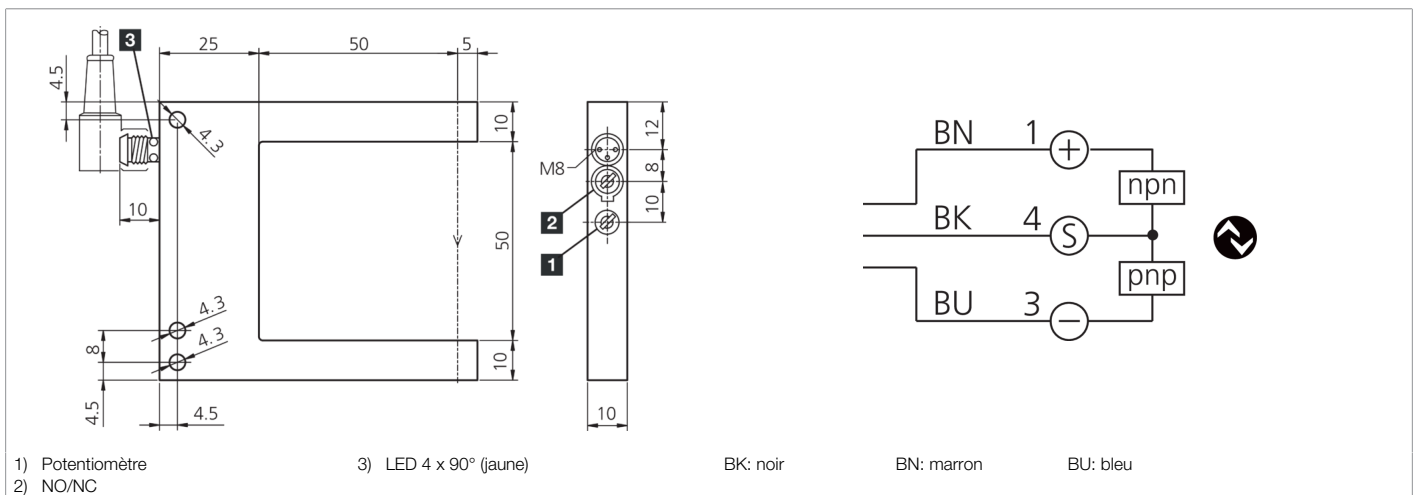 3
25
50
5
4.5
4.3
10
10
50
4.3
4.3
8
10
4.5
4.5
12
M8
8
10
2
1
10
BN 1 +
npn
BK 4 S
pnp
BU 3 −
1) Potentiomètre
2) NO/NC
3) LED 4 x 90° (jaune)
BK: noir
BN: marron
BU: bleu